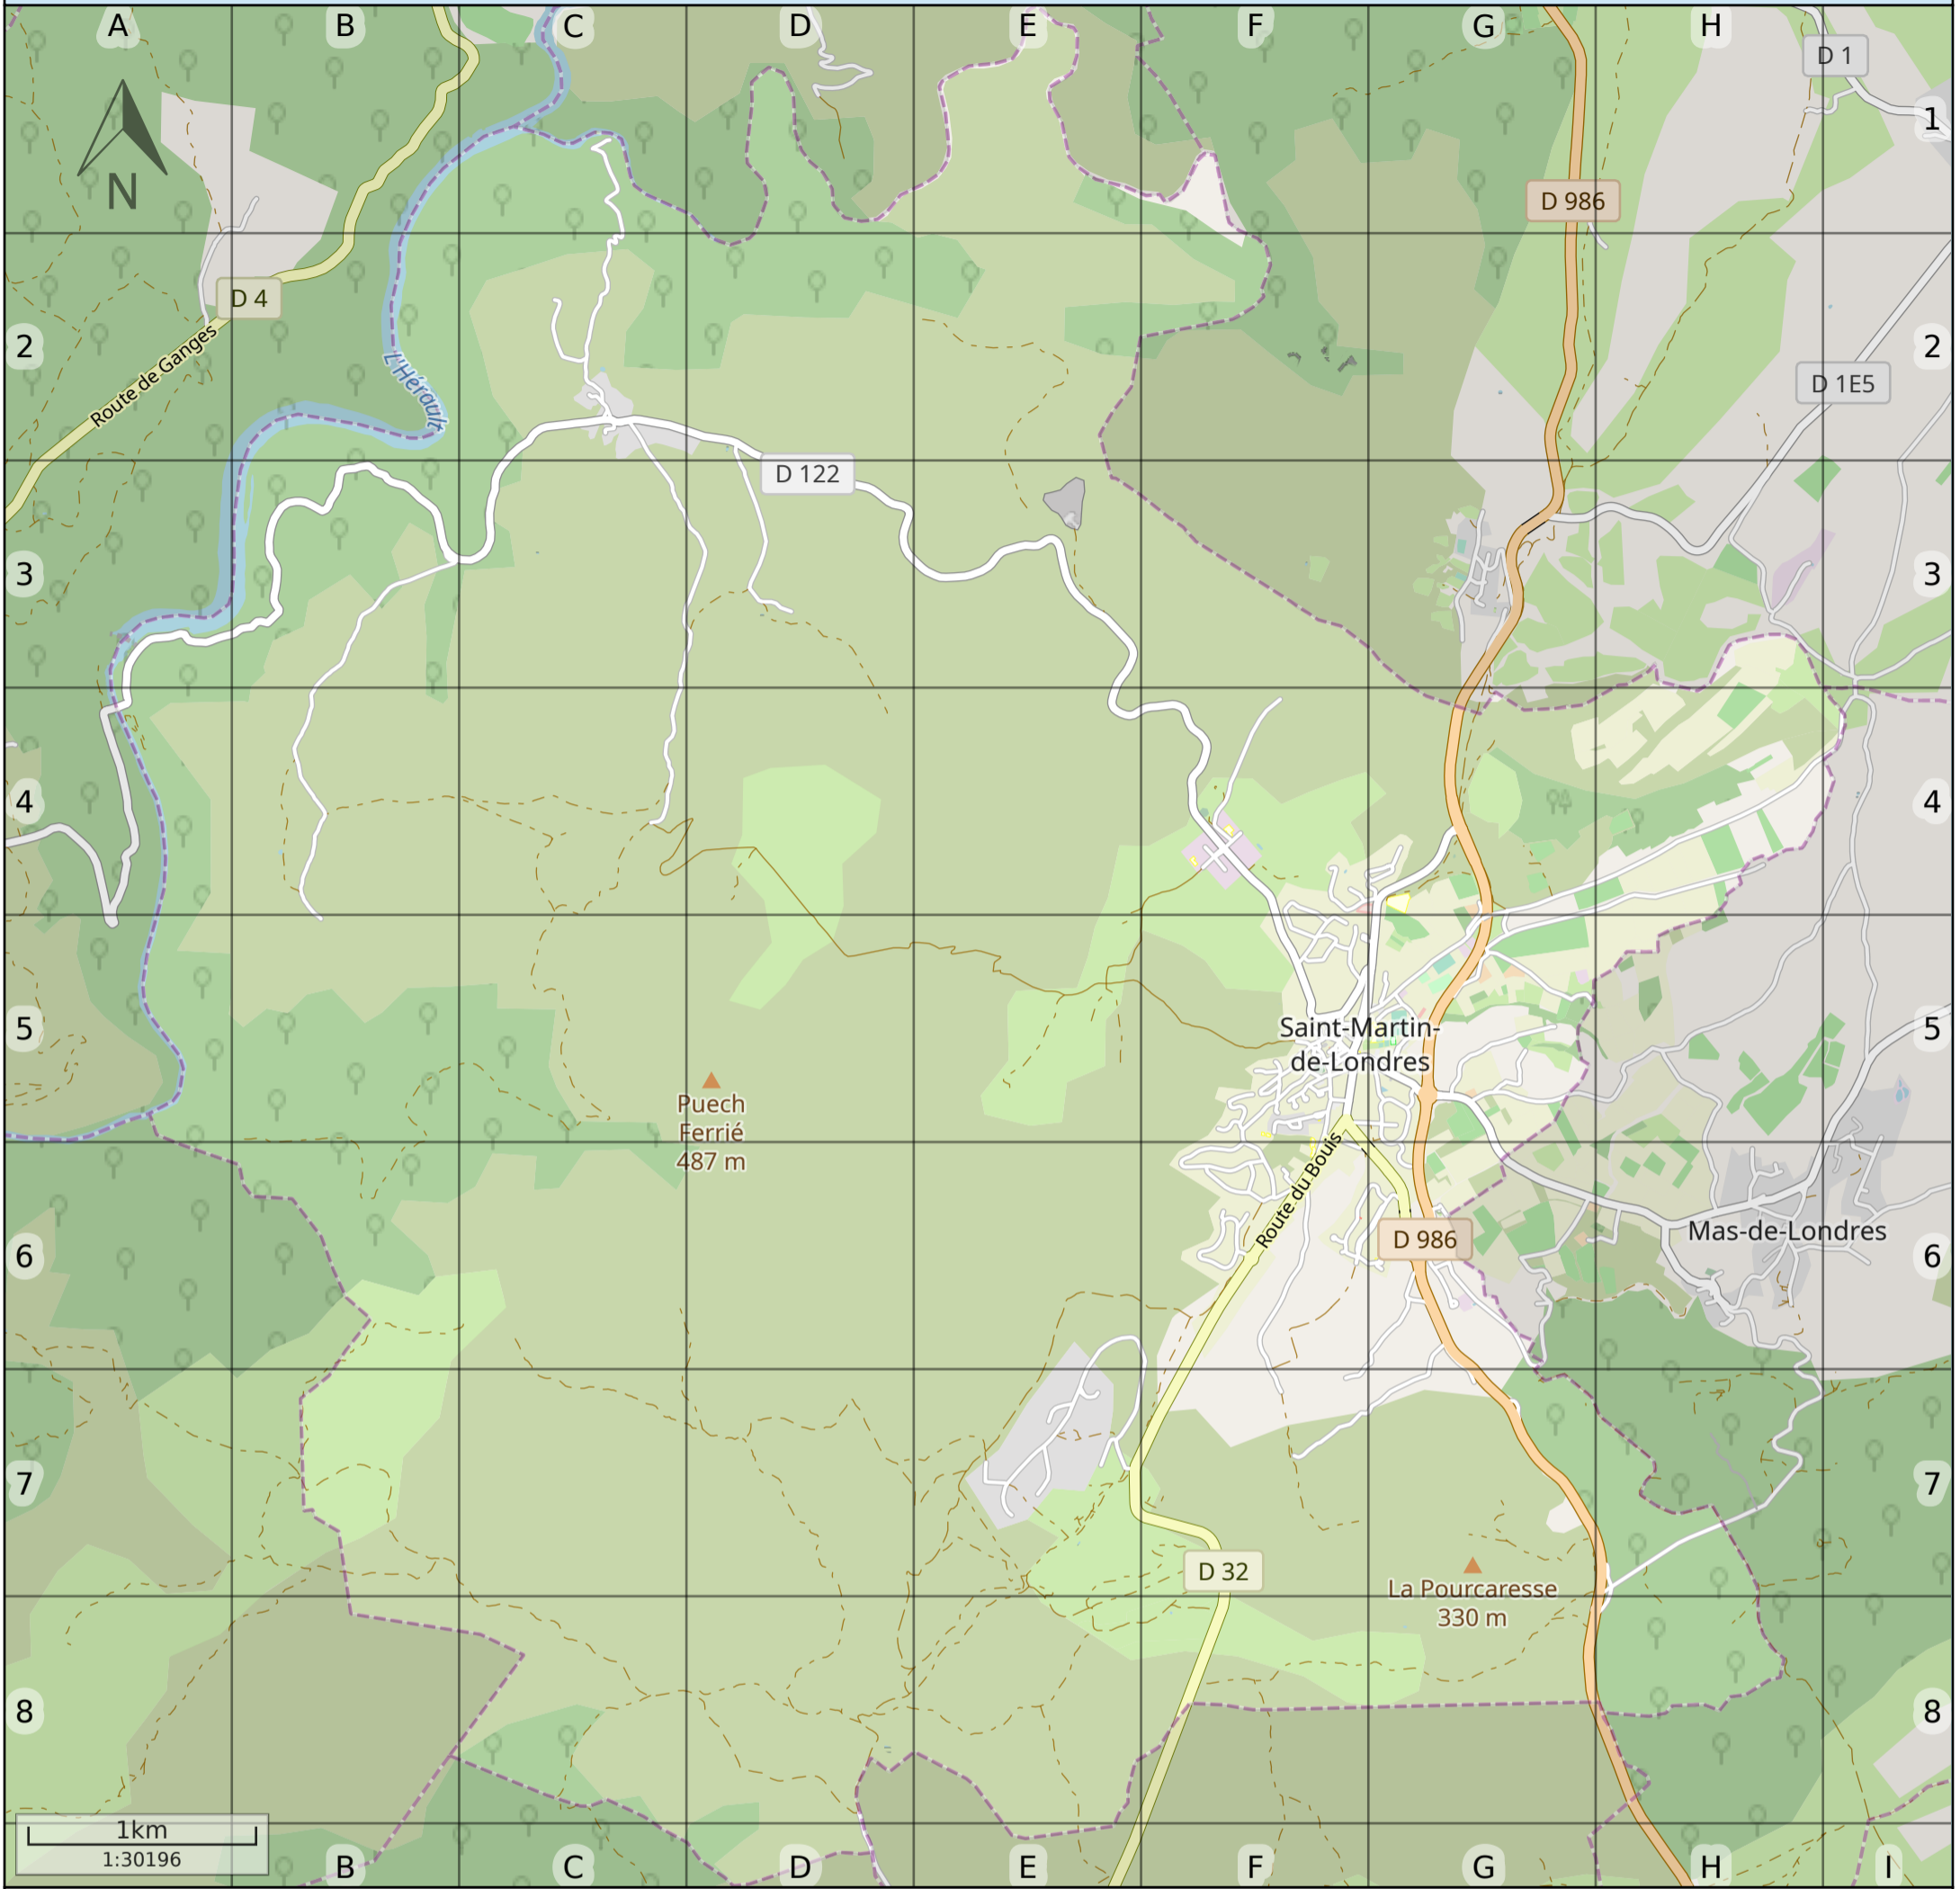 A B C D E F G H
D 1
1 1
N
D 986
D 4
2 2
Route de Ganges
L'Hérault
D 1E5
D 122
3 3
4 4
Saint-Martin-
de-Londres
5 5
Puech
Ferrié
487 m
Route du Bouis
Mas-de-Londres
D 986
6 6
7 7
D 32
La Pourcaresse
330 m
8 8
1km
1:30196
B C D E F G H I